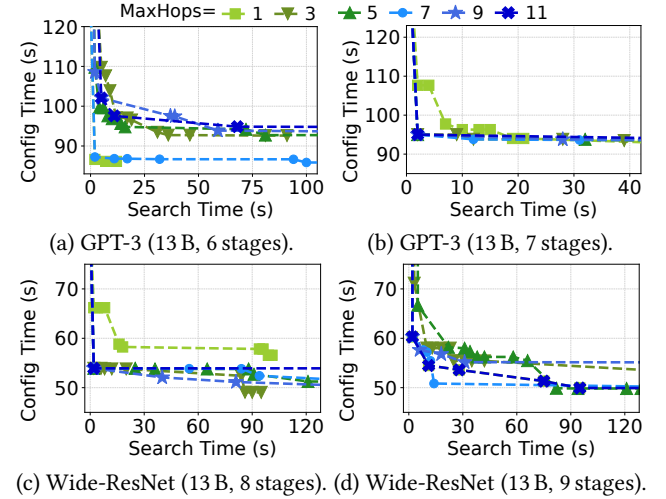 MaxHops= 1 3 5 7 9 11
Config Time (s)
120
110
100
90
0 25 50 75 100
Search Time (s)
(a) GPT-3 (13 B, 6 stages).
Config Time (s)
120
110
100
90
0 10 20 30 40
Search Time (s)
(b) GPT-3 (13 B, 7 stages).
Config Time (s)
70
60
50
0 30 60 90 120
Search Time (s)
(c) Wide-ResNet (13 B, 8 stages).
Config Time (s)
70
60
50
0 30 60 90 120
Search Time (s)
(d) Wide-ResNet (13 B, 9 stages).